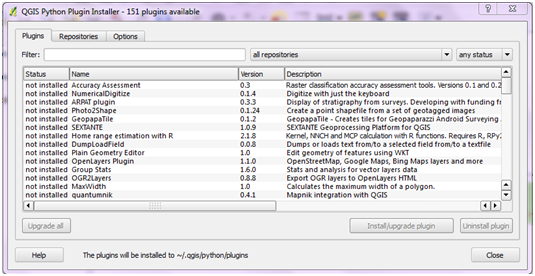 QGIS Python Plugin Installer - 151 plugins available
Plugins Repositories Options
Filter: all repositories any status
Status Name Version Description
not installed Accuracy Assessment 0.3 Raster classification accuracy assessment tools. Versions 0.1 and 0.2
not installed NumericalDigitize 0.1.4 Digitize with just the keyboard
not installed ARPAT plugin 0.3.3 Display of stratigraphy from surveys. Developing with funding fr
not installed Photo2Shape 0.1.24 Create a point shapefile from a set of geotagged images
not installed GeopapaTile 0.1.2 GeopapaTile - Creates tiles for Geopaparazzi Android Surveying
not installed SEXTANTE 1.0.9 SEXTANTE Geoprocessing Platform for QGIS
not installed Home range estimation with R 2.1.8 Kernel, NNCH and MCP calculation with R functions. Requires R, RPy
not installed DumpLoadField 0.0.8 Dumps or loads text from/to a selected field from/to a textfile
not installed Plain Geometry Editor 1.0 Edit geometry of features using WKT
not installed OpenLayers Plugin 1.1.0 OpenStreetMap, Google Maps, Bing Maps layers and more
not installed Group Stats 1.6.0 Stats and analysis for vector layers data
not installed OGR2Layers 0.8.8 Export OGR layers to OpenLayers HTML
not installed MaxWidth 1.0 Calculates the maximum width of a polygon.
not installed quantumnik 0.4.1 Mapnik integration with QGIS
Upgrade all Install/upgrade plugin Uninstall plugin
Help The plugins will be installed to ~/.qgis/python/plugins Close